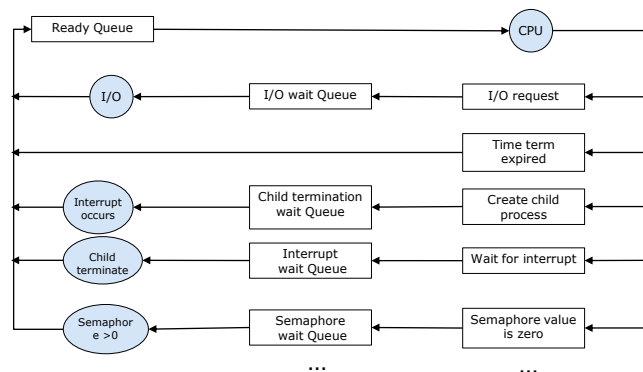 Ready Queue
CPU
I/O
I/O wait Queue
I/O request
Time term
expired
Interrupt
occurs
Child termination
wait Queue
Create child
process
Child
terminate
Interrupt
wait Queue
Wait for interrupt
Semaphor
e >0
Semaphore
wait Queue
Semaphore value
is zero
...
...